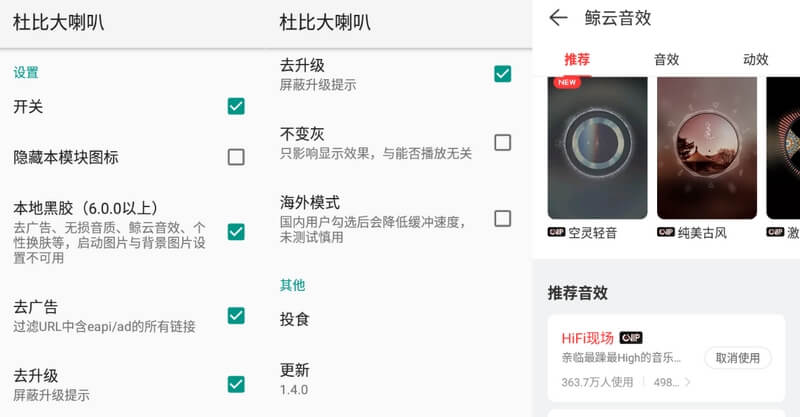 杜比大喇叭
设置
开关
隐藏本模块图标
本地黑胶（6.0.0以上）
去广告、无损音质、鲸云音效、个
性换肤等，启动图片与背景图片设
置不可用
去广告
过滤URL中含eapi/ad的所有链接
去升级
屏蔽升级提示
杜比大喇叭
去升级
屏蔽升级提示
不变灰
只影响显示效果，与能否播放无关
海外模式
国内用户勾选后会降低缓冲速度，
未测试慎用
其他
投食
更新
1.4.0
鲸云音效
推荐 音效 动效
NEW
VIP 空灵轻音 VIP 纯美古风 VIP 激
推荐音效
HiFi现场 VIP
亲临最躁最High的音乐... 取消使用
363.7万人使用 498...